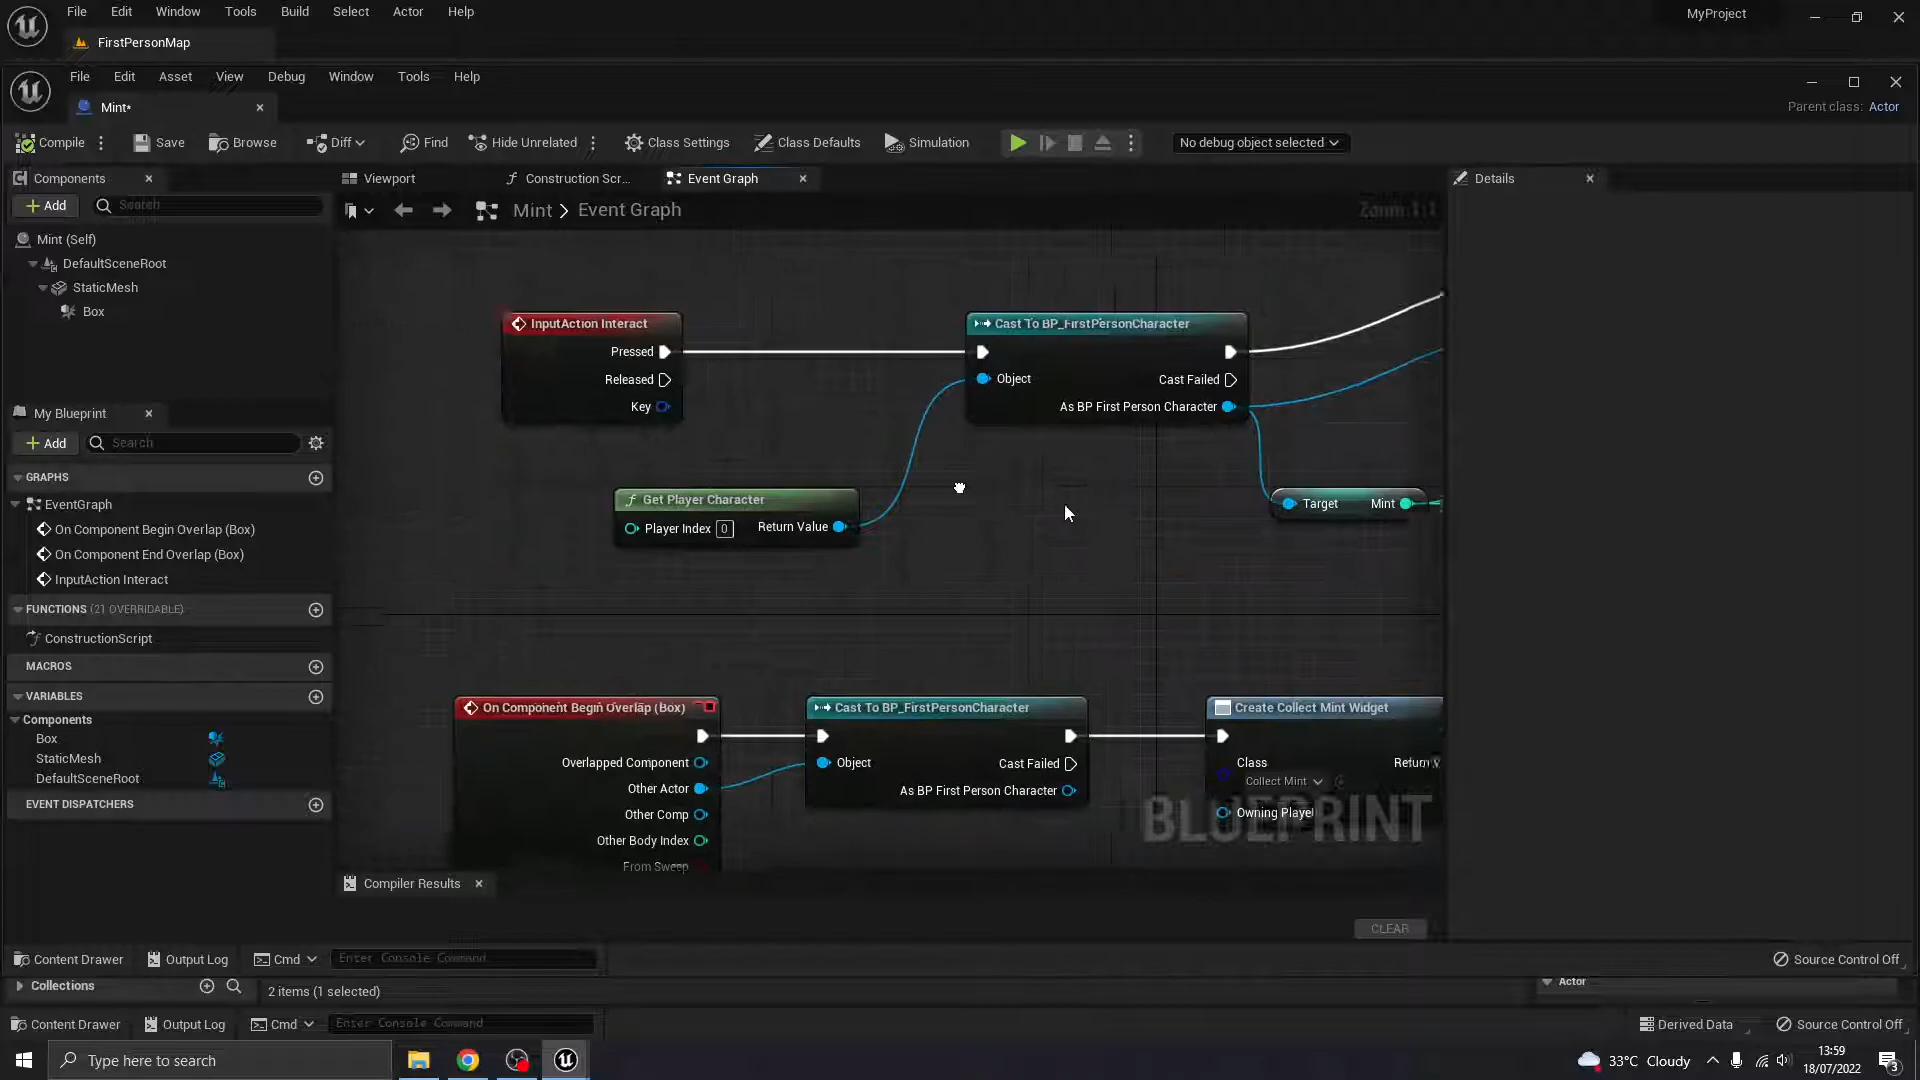 File Edit Window Tools Build Select Actor Help
MyProject
FirstPersonMap
File Edit Asset View Debug Window Tools Help
Mint*
Parent class: Actor
Compile Save Browse Diff Find Hide Unrelated Class Settings Class Defaults Simulation No debug object selected
Components
Viewport Construction Scr... Event Graph
Details
Add Search
Mint > Event Graph
Zoom 1:1
Mint (Self)
DefaultSceneRoot
StaticMesh
Box
InputAction Interact
Pressed
Released
Key
Cast To BP_FirstPersonCharacter
Object
Cast Failed
As BP First Person Character
My Blueprint
Add Search
GRAPHS
EventGraph
On Component Begin Overlap (Box)
On Component End Overlap (Box)
InputAction Interact
Get Player Character
Player Index 0 Return Value
Target Mint
FUNCTIONS (21 OVERRIDABLE)
ConstructionScript
MACROS
VARIABLES
Components
Box
StaticMesh
DefaultSceneRoot
EVENT DISPATCHERS
On Component Begin Overlap (Box)
Overlapped Component
Other Actor
Other Comp
Other Body Index
From Sweep
Cast To BP_FirstPersonCharacter
Object
Cast Failed
As BP First Person Character
Create Collect Mint Widget
Class
Collect Mint
Owning Player
BLUEPRINT
Compiler Results
CLEAR
Content Drawer Output Log Cmd Enter Console Command
Source Control Off
Collections
2 items (1 selected)
Actor
Content Drawer Output Log Cmd Enter Console Command
Derived Data Source Control Off
Type here to search
33°C Cloudy
13:59
18/07/2022
3